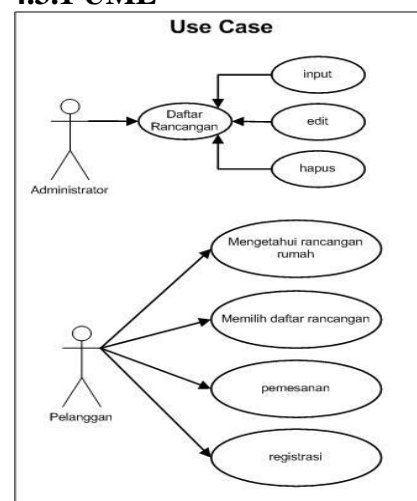 4.3.1 UML
Use Case
input
Daftar
Rancangan
edit
hapus
Administrator
Mengetahui rancangan
rumah
Memilih daftar rancangan
pemesanan
Pelanggan
registrasi